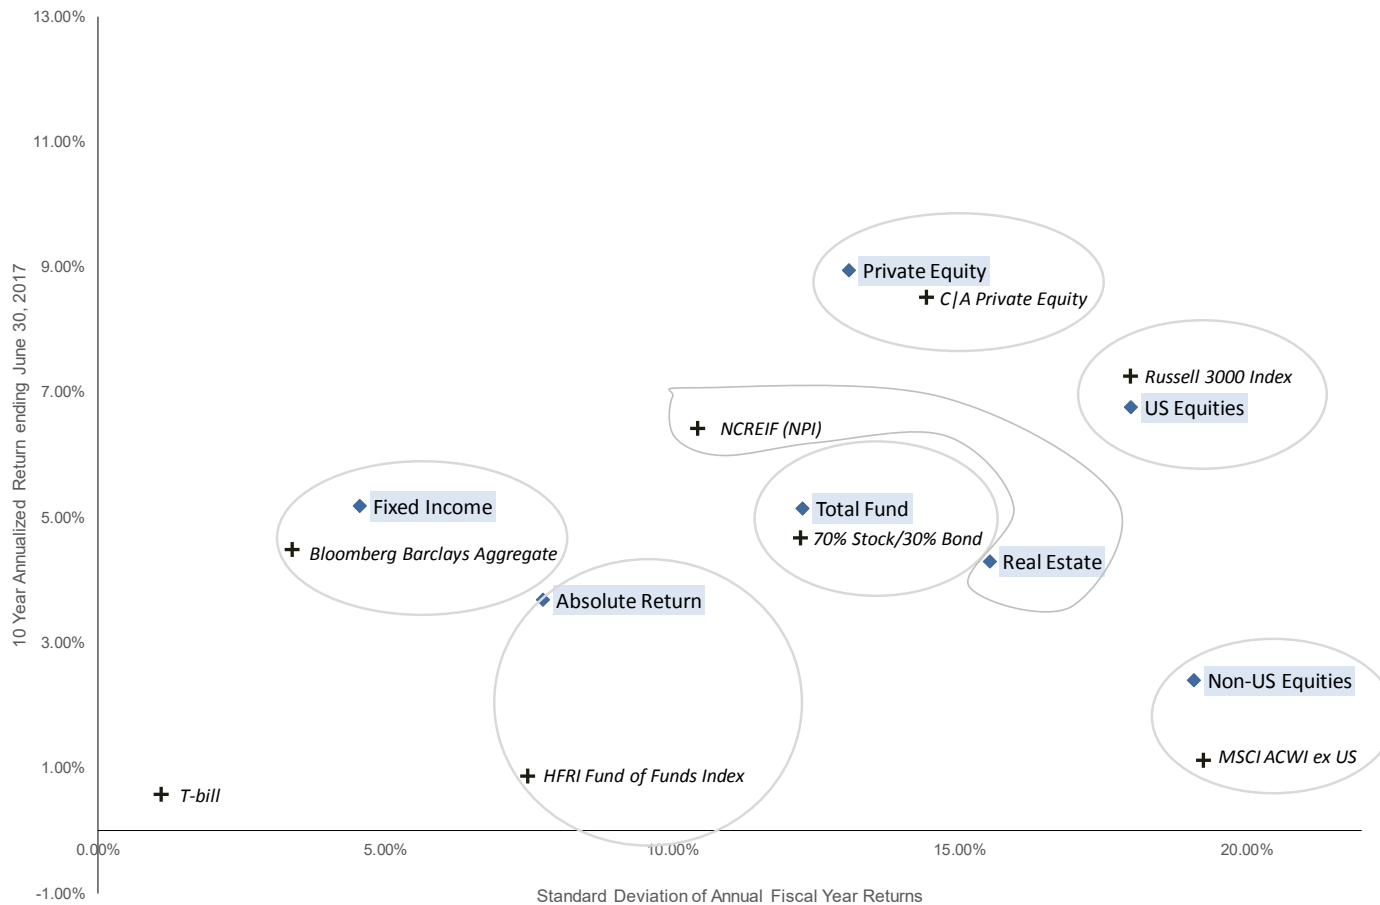 13.00%
11.00%
9.00%
7.00%
5.00%
3.00%
1.00%
-1.00%
10 Year Annualized Return ending June 30, 2017
Private Equity
C|A Private Equity
Russell 3000 Index
US Equities
NCREIF (NPI)
Fixed Income
Total Fund
70% Stock/30% Bond
Bloomberg Barclays Aggregate
Real Estate
Absolute Return
Non-US Equities
MSCI ACWI ex US
HFRI Fund of Funds Index
T-bill
0.00%
5.00%
10.00%
15.00%
20.00%
Standard Deviation of Annual Fiscal Year Returns